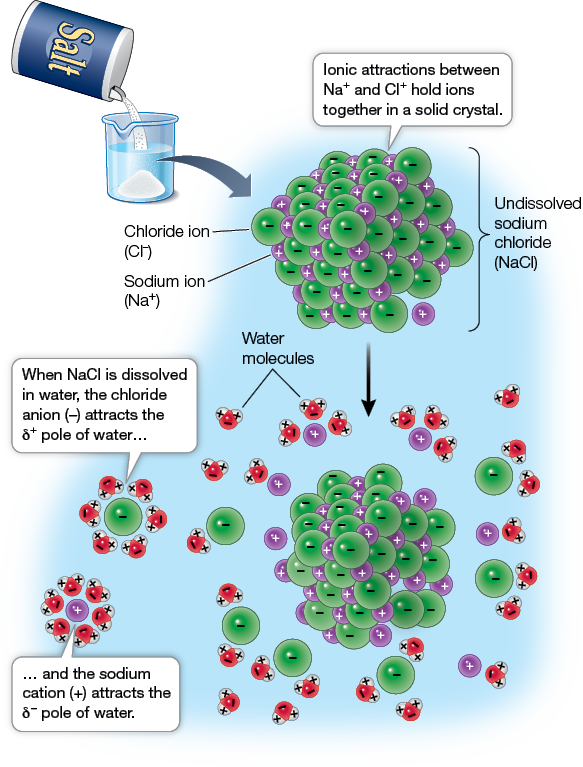 Salt
Ionic attractions between
Na⁺ and Cl⁺ hold ions
together in a solid crystal.
Undissolved
sodium
chloride
(NaCl)
Chloride ion
(Cl⁻)
Sodium ion
(Na⁺)
Water
molecules
When NaCl is dissolved
in water, the chloride
anion (–) attracts the
δ⁺ pole of water…
… and the sodium
cation (+) attracts the
δ⁻ pole of water.